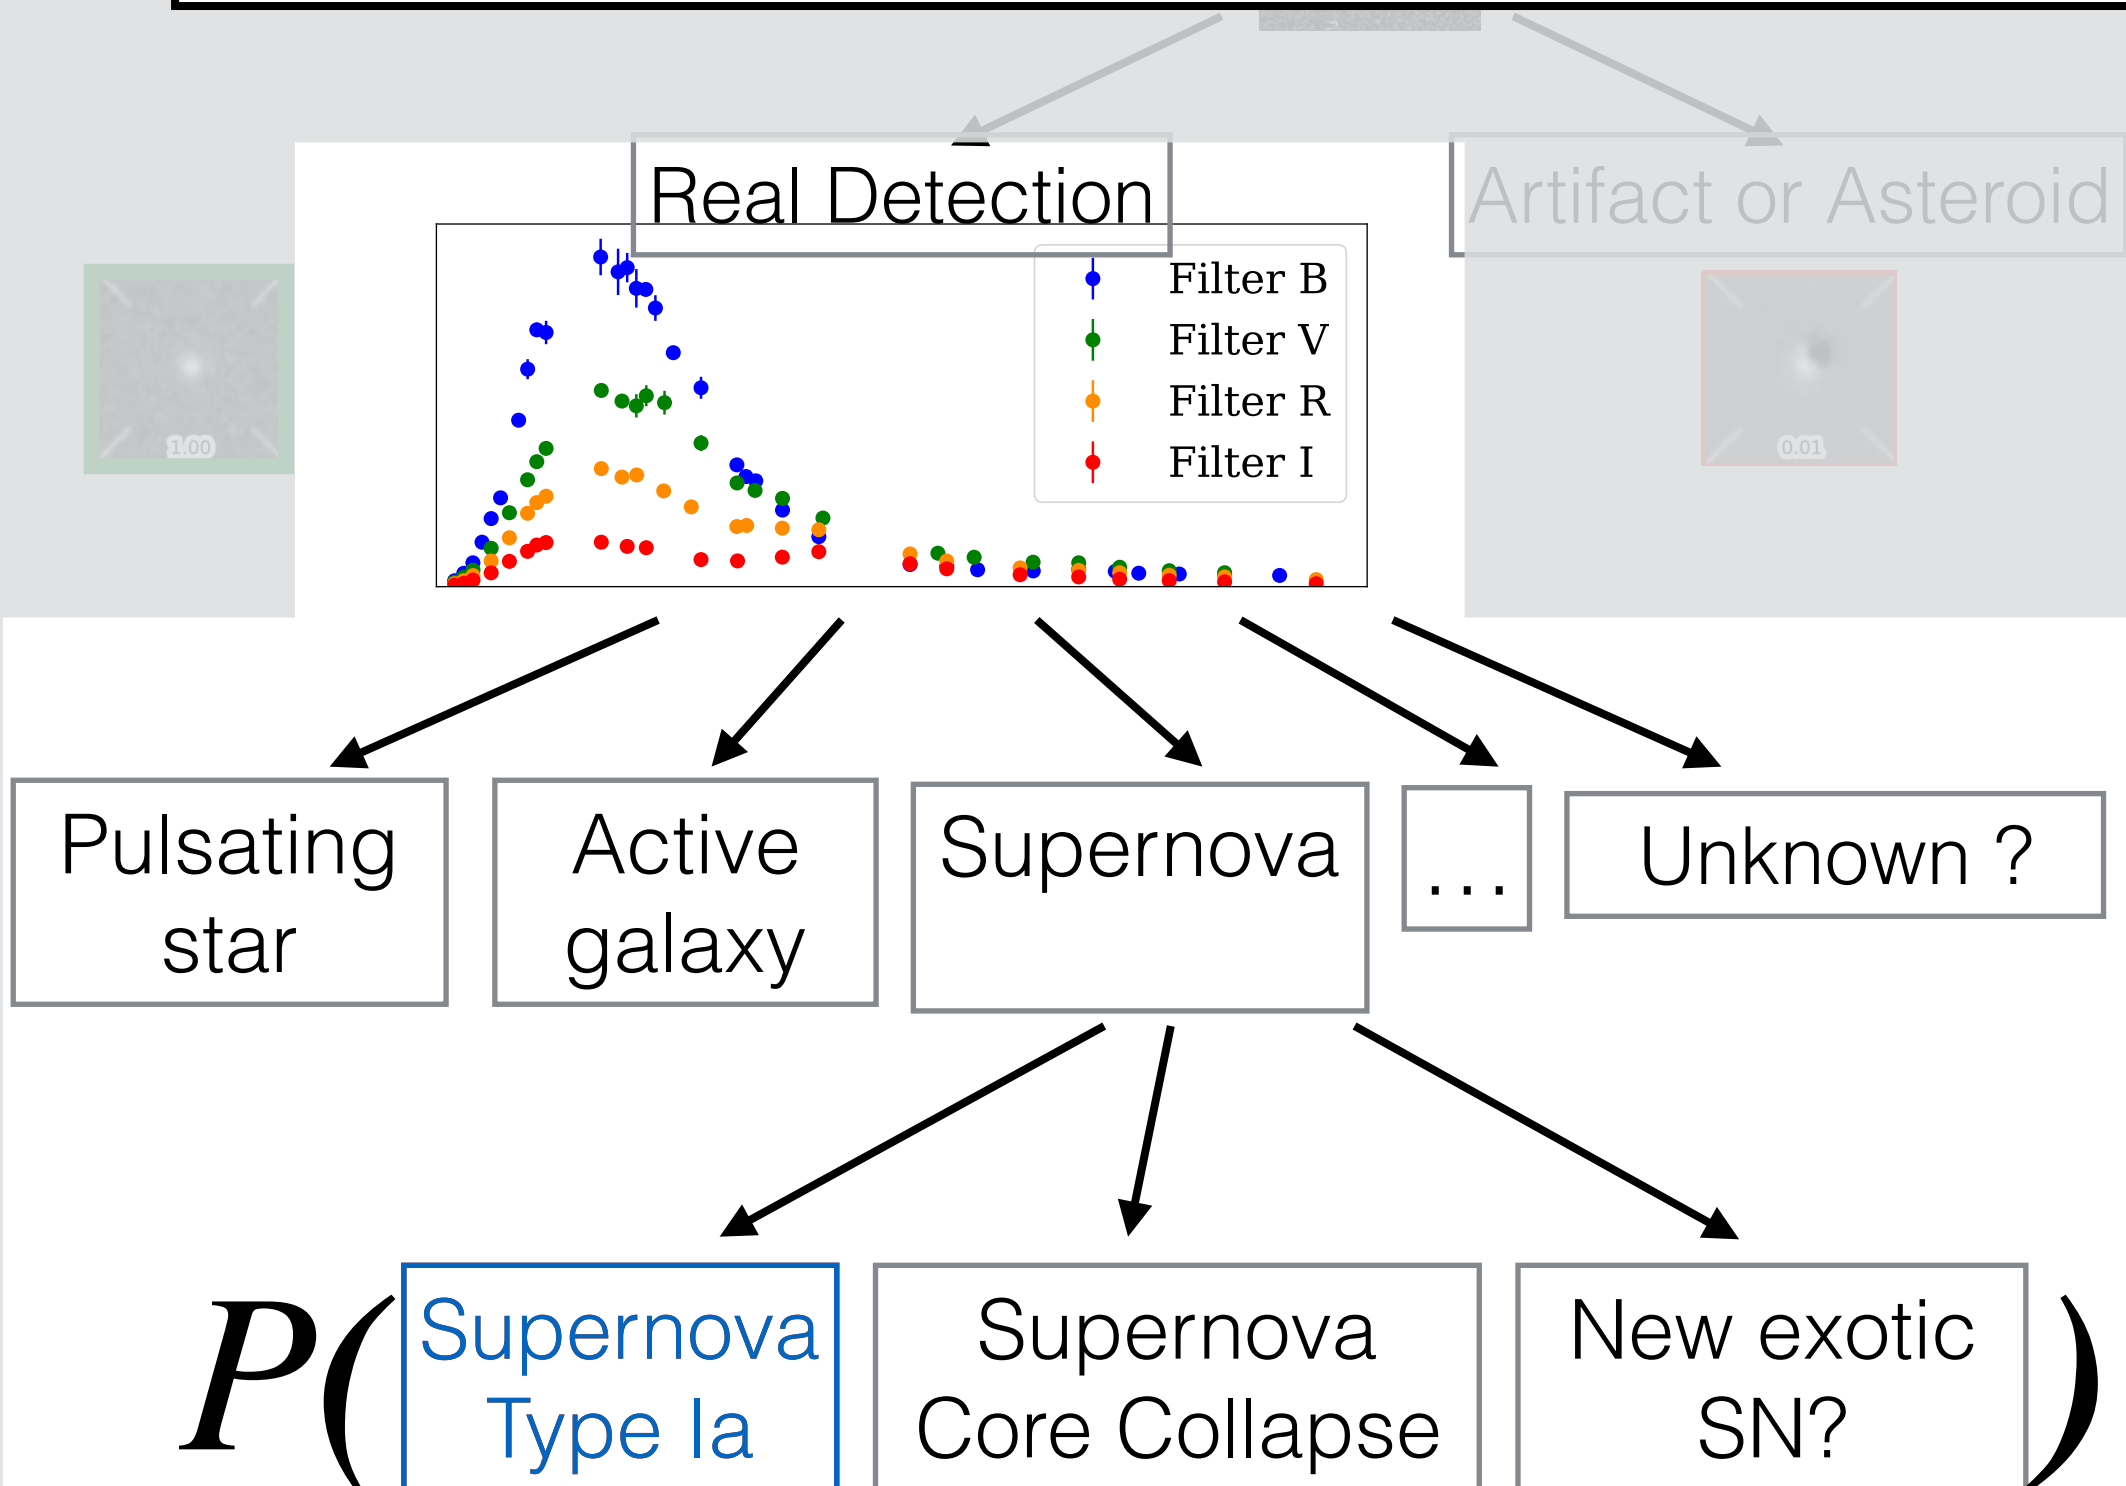 Real Detection
Artifact or Asteroid
Filter B
Filter V
Filter R
Filter I
1.00
0.01
Pulsating
star
Active
galaxy
Supernova
...
Unknown ?
P(
Supernova
Type Ia
Supernova
Core Collapse
New exotic
SN?
)